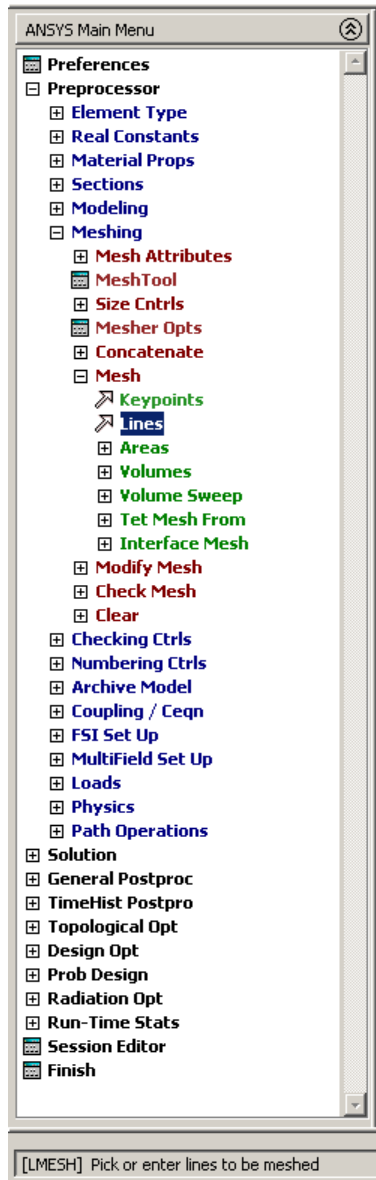 ANSYS Main Menu
Preferences
Preprocessor
Element Type
Real Constants
Material Props
Sections
Modeling
Meshing
Mesh Attributes
MeshTool
Size Cntrls
Mesher Opts
Concatenate
Mesh
Keypoints
Lines
Areas
Volumes
Volume Sweep
Tet Mesh From
Interface Mesh
Modify Mesh
Check Mesh
Clear
Checking Ctrls
Numbering Ctrls
Archive Model
Coupling / Ceqn
FSI Set Up
MultiField Set Up
Loads
Physics
Path Operations
Solution
General Postproc
TimeHist Postpro
Topological Opt
Design Opt
Prob Design
Radiation Opt
Run-Time Stats
Session Editor
Finish
[LMESH] Pick or enter lines to be meshed